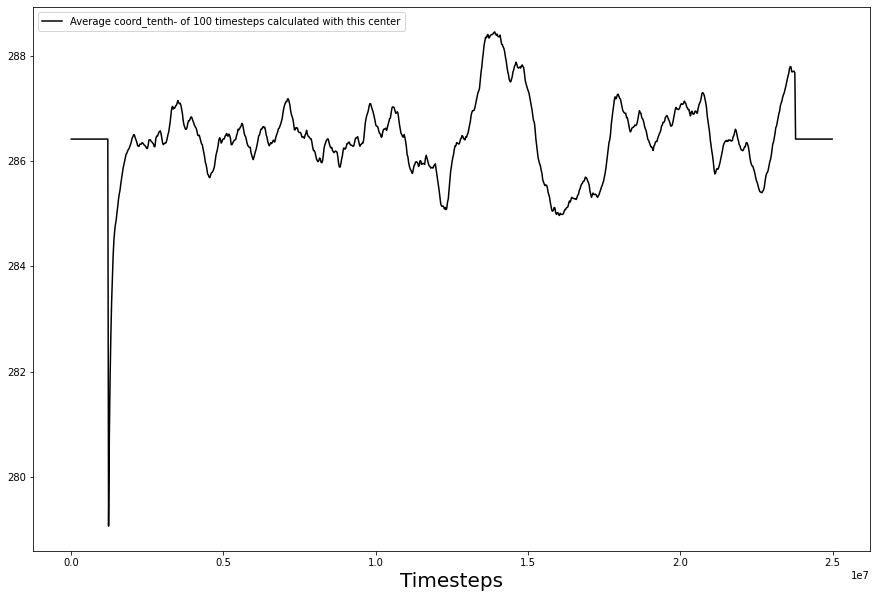 Average coord_tenth- of 100 timesteps calculated with this center
288
286
284
282
280
0.0 0.5 1.0 1.5 2.0 2.5
1e7
Timesteps